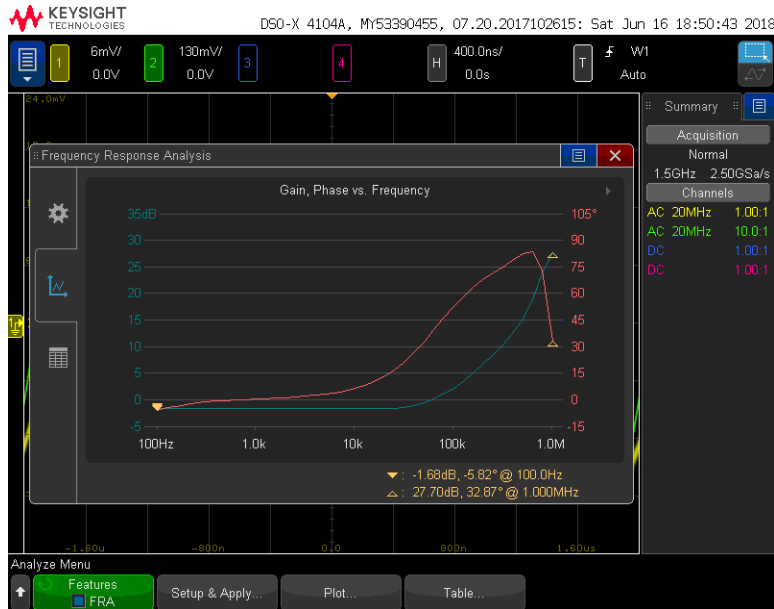 KEYSIGHT
TECHNOLOGIES
DSO-X 4104A, MY53390455, 07.20.2017102615: Sat Jun 16 18:50:43 2018
1 6mV/ 0.0V
2 130mV/ 0.0V
3
4
H 400.0ns/ 0.0s
T W1 Auto
24.0mV
Summary
Acquisition
Normal
1.5GHz 2.50GSa/s
Channels
AC 20MHz 1.00:1
AC 20MHz 10.0:1
DC 1.00:1
DC 1.00:1
Frequency Response Analysis
Gain, Phase vs. Frequency
35dB 105°
30 90
25 75
20 60
15 45
10 30
5 15
0 0
-5 -15
100Hz 1.0k 10k 100k 1.0M
: -1.68dB, -5.82° @ 100.0Hz
: 27.70dB, 32.87° @ 1.000MHz
-1.60u -800n 0.0 800n 1.60us
Analyze Menu
Features
FRA
Setup & Apply...
Plot...
Table...